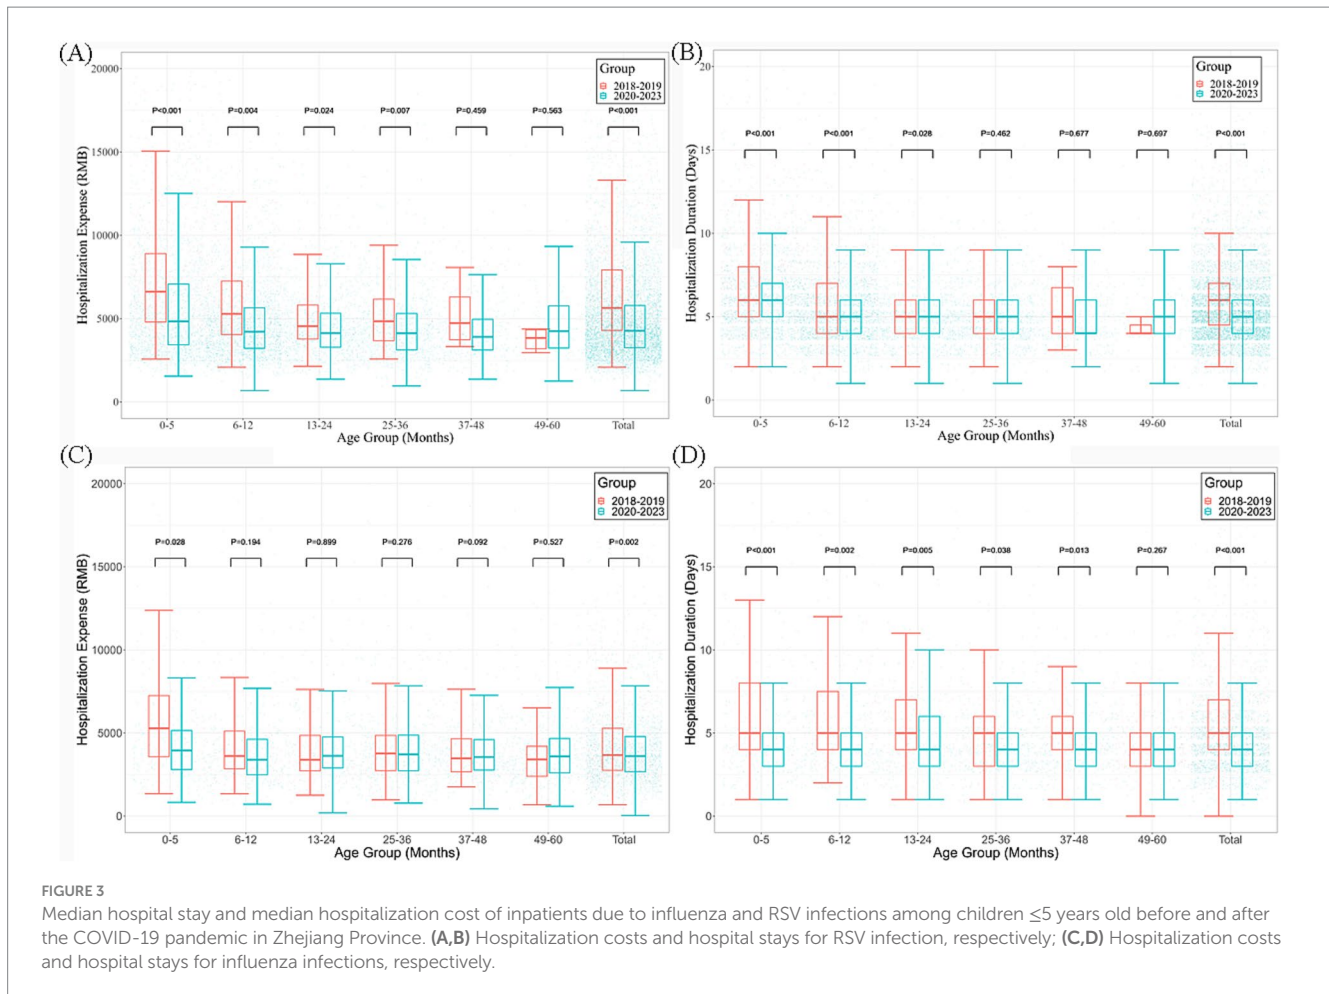 (A)
Group
2018-2019
2020-2023
P<0.001 P=0.004 P=0.024 P=0.007 P=0.459 P=0.563 P<0.001
Hospitalization Expense (RMB)
20000
15000
10000
5000
0
0-5 6-12 13-24 25-36 37-48 49-60 Total
Age Group (Months)
(B)
Group
2018-2019
2020-2023
P<0.001 P<0.001 P=0.028 P=0.462 P=0.677 P=0.697 P<0.001
Hospitalization Duration (Days)
20
15
10
5
0
0-5 6-12 13-24 25-36 37-48 49-60 Total
Age Group (Months)
(C)
Group
2018-2019
2020-2023
P=0.028 P=0.194 P=0.899 P=0.276 P=0.092 P=0.527 P=0.002
Hospitalization Expense (RMB)
20000
15000
10000
5000
0
0-5 6-12 13-24 25-36 37-48 49-60 Total
Age Group (Months)
(D)
Group
2018-2019
2020-2023
P<0.001 P=0.002 P=0.005 P=0.038 P=0.013 P=0.267 P<0.001
Hospitalization Duration (Days)
20
15
10
5
0
0-5 6-12 13-24 25-36 37-48 49-60 Total
Age Group (Months)
FIGURE 3
Median hospital stay and median hospitalization cost of inpatients due to influenza and RSV infections among children ≤5 years old before and after
the COVID-19 pandemic in Zhejiang Province. (A,B) Hospitalization costs and hospital stays for RSV infection, respectively; (C,D) Hospitalization costs
and hospital stays for influenza infections, respectively.